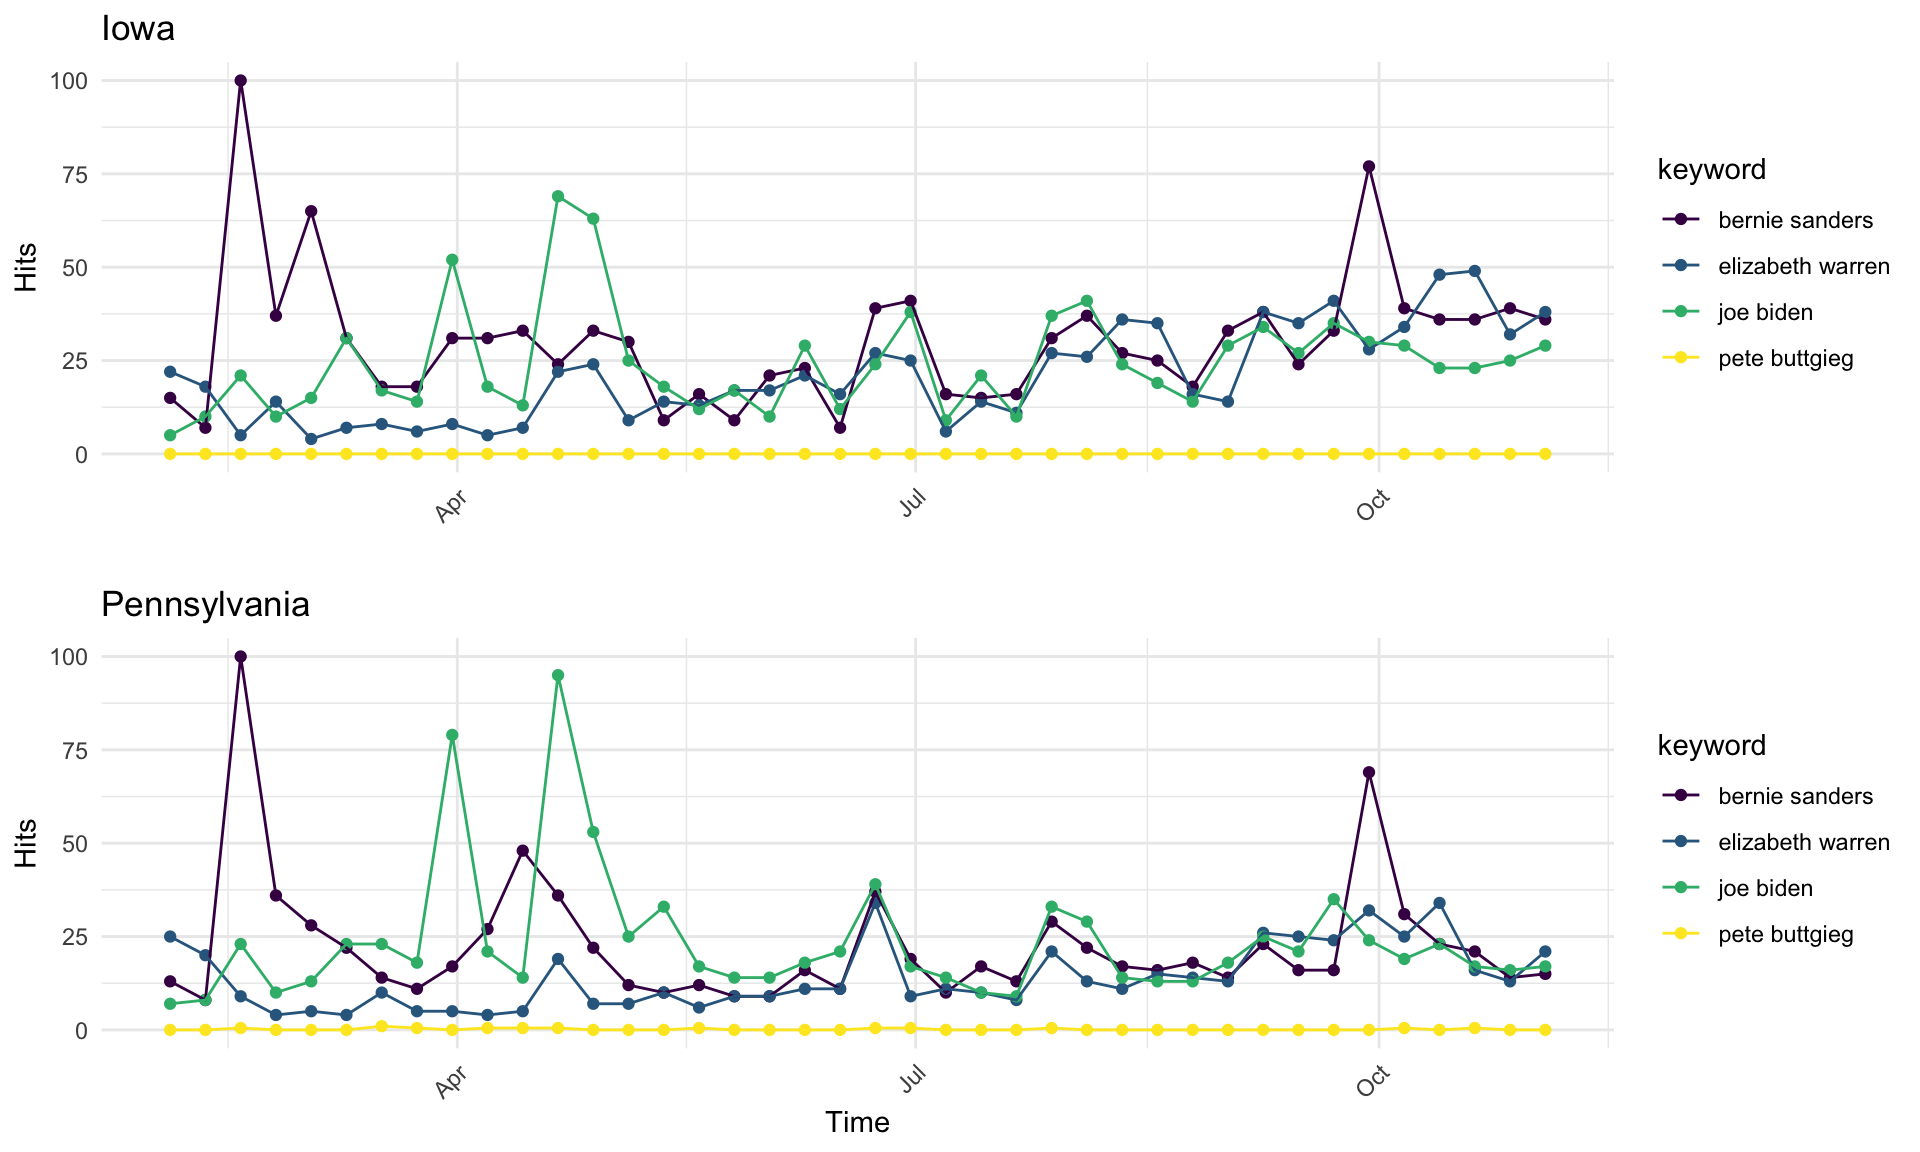 Iowa
100
75
50
25
0
Hits
Apr
Jul
Oct
keyword
bernie sanders
elizabeth warren
joe biden
pete buttgieg
Pennsylvania
100
75
50
25
0
Hits
Apr
Jul
Oct
Time
keyword
bernie sanders
elizabeth warren
joe biden
pete buttgieg